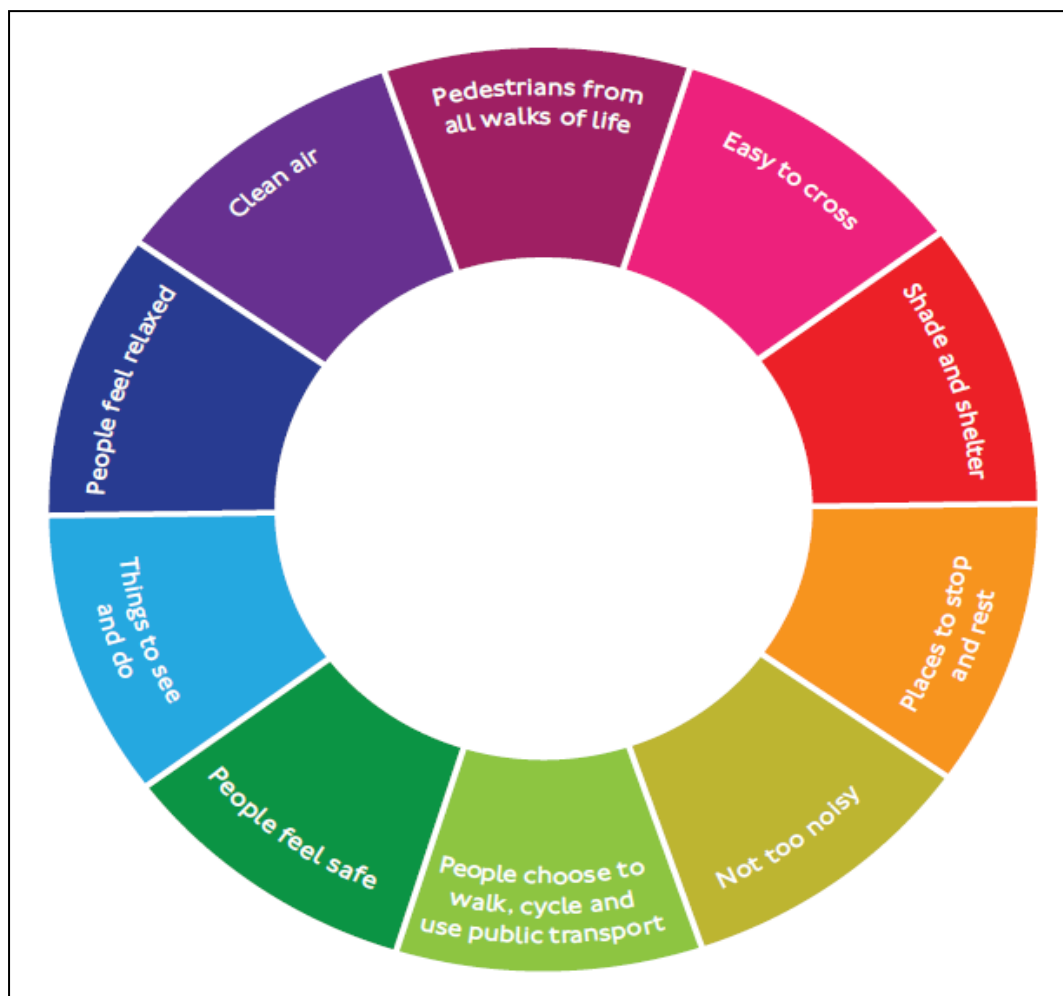 Pedestrians from
all walks of life
Easy to cross
Shade and shelter
Places to stop
and rest
Not too noisy
People choose to
walk, cycle and
use public transport
People feel safe
Things to see
and do
People feel relaxed
Clean air